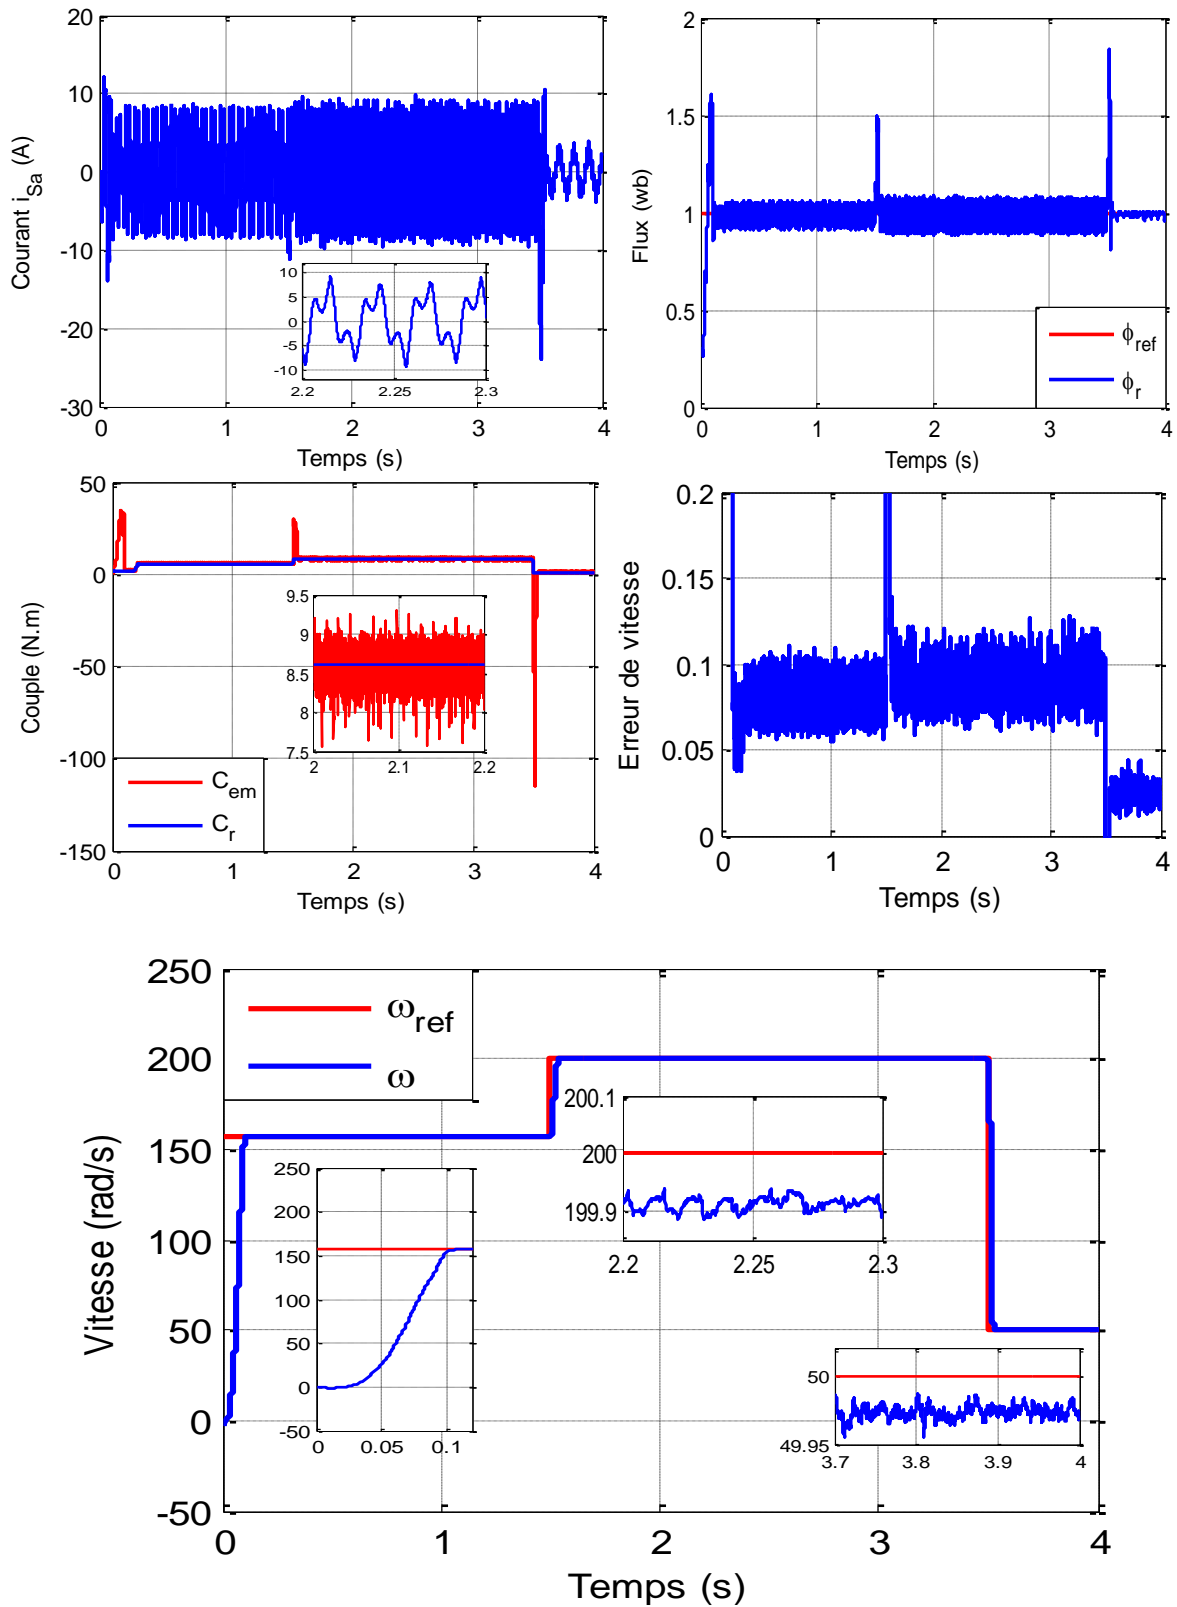 20
10
0
-10
-20
-30
0 1 2 3 4
Courant i_Sa (A)
Temps (s)
10
5
0
-5
-10
2.2 2.25 2.3
2
1.5
1
0.5
0
0 1 2 3 4
Flux (wb)
Temps (s)
ϕ_ref
ϕ_r
50
0
-50
-100
-150
0 1 2 3 4
Couple (N.m)
Temps (s)
9.5
9
8.5
8
7.5
2 2.1 2.2
C_em
C_r
0.2
0.15
0.1
0.05
0
0 1 2 3 4
Erreur de vitesse
Temps (s)
250
200
150
100
50
0
-50
0 1 2 3 4
Vitesse (rad/s)
Temps (s)
ω_ref
ω
250
200
150
100
50
0
-50
0 0.05 0.1
200.1
200
199.9
2.2 2.25 2.3
50
49.95
3.7 3.8 3.9 4